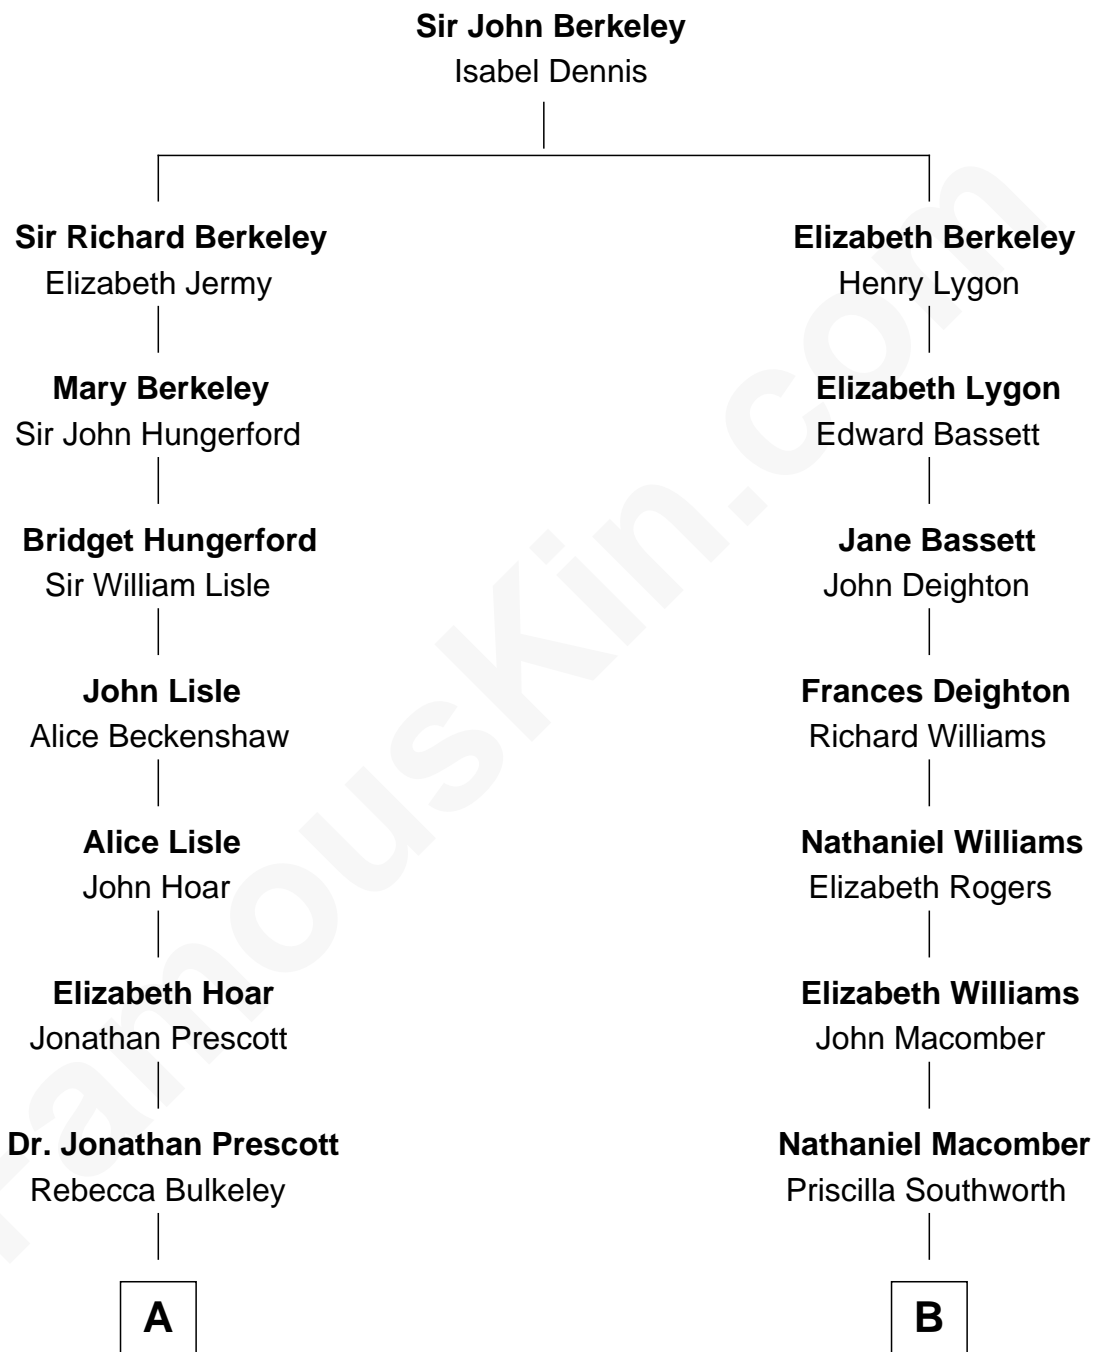 Sir John Berkeley
Isabel Dennis
Sir Richard Berkeley
Elizabeth Jermy
Mary Berkeley
Sir John Hungerford
Bridget Hungerford
Sir William Lisle
John Lisle
Alice Beckenshaw
Alice Lisle
John Hoar
Elizabeth Hoar
Jonathan Prescott
Dr. Jonathan Prescott
Rebecca Bulkeley
A
Elizabeth Berkeley
Henry Lygon
Elizabeth Lygon
Edward Bassett
Jane Bassett
John Deighton
Frances Deighton
Richard Williams
Nathaniel Williams
Elizabeth Rogers
Elizabeth Williams
John Macomber
Nathaniel Macomber
Priscilla Southworth
B
FamousKin.com